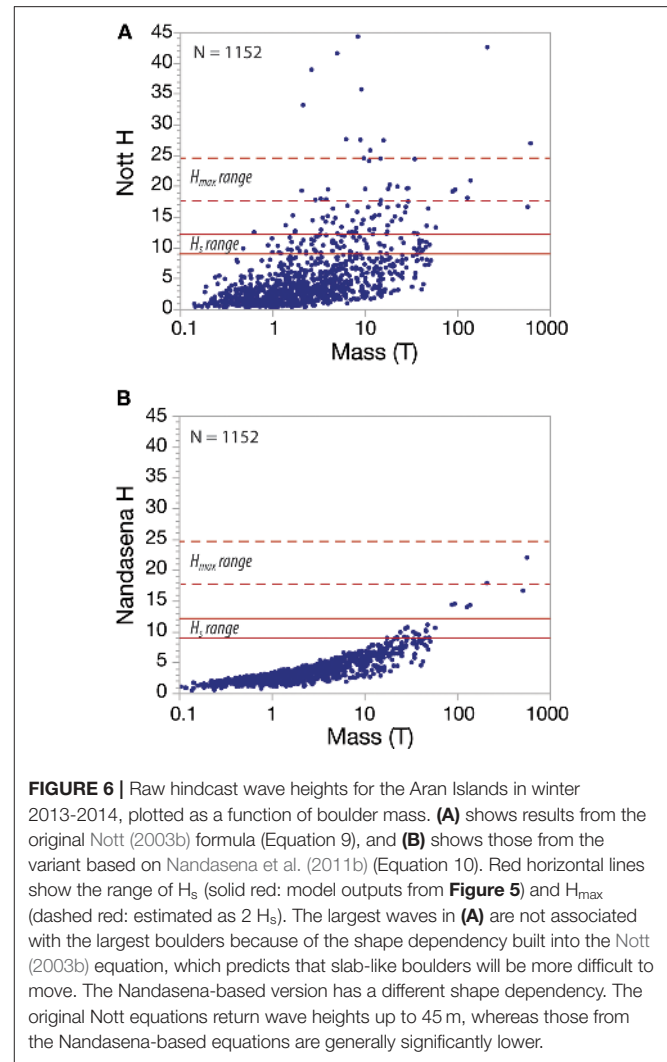 A
N = 1152
45
40
35
30
25
20
15
10
5
0
Nott H
Hmax range
Hs range
0.1
1
10
100
1000
Mass (T)
B
N = 1152
45
40
35
30
25
20
15
10
5
0
Nandasena H
Hmax range
Hs range
0.1
1
10
100
1000
Mass (T)
FIGURE 6 | Raw hindcast wave heights for the Aran Islands in winter
2013-2014, plotted as a function of boulder mass. (A) shows results from the
original Nott (2003b) formula (Equation 9), and (B) shows those from the
variant based on Nandasena et al. (2011b) (Equation 10). Red horizontal lines
show the range of Hs (solid red: model outputs from Figure 5) and Hmax
(dashed red: estimated as 2 Hs). The largest waves in (A) are not associated
with the largest boulders because of the shape dependency built into the Nott
(2003b) equation, which predicts that slab-like boulders will be more difficult to
move. The Nandasena-based version has a different shape dependency. The
original Nott equations return wave heights up to 45 m, whereas those from
the Nandasena-based equations are generally significantly lower.